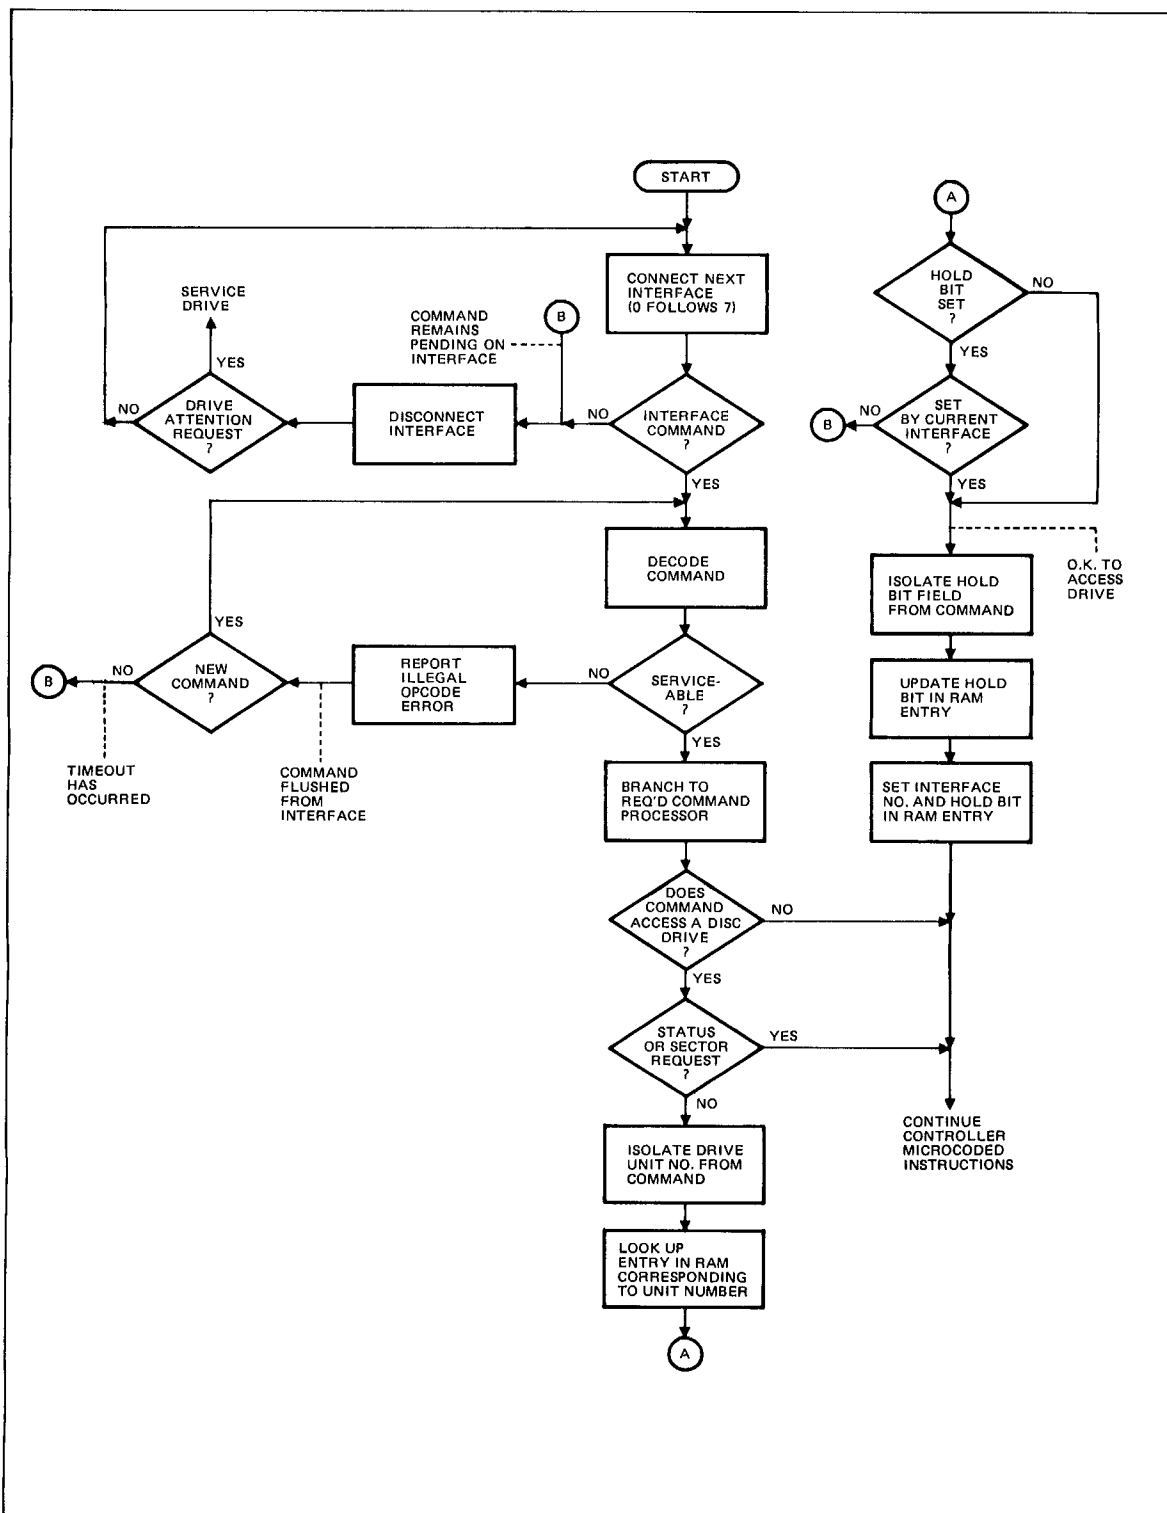 START
A
CONNECT NEXT
INTERFACE
(0 FOLLOWS 7)
HOLD
BIT
SET
?
NO
YES
SERVICE
DRIVE
YES
COMMAND
REMAINS
PENDING ON
INTERFACE
B
DRIVE
ATTENTION
REQUEST
?
NO
DISCONNECT
INTERFACE
NO
INTERFACE
COMMAND
?
YES
B
NO
SET
BY CURRENT
INTERFACE
?
YES
DECODE
COMMAND
O.K. TO
ACCESS
DRIVE
ISOLATE HOLD
BIT FIELD
FROM COMMAND
YES
B
NO
NEW
COMMAND
?
REPORT
ILLEGAL
OPCODE
ERROR
NO
SERVICE-
ABLE
?
YES
UPDATE HOLD
BIT IN RAM
ENTRY
TIMEOUT
HAS
OCCURRED
COMMAND
FLUSHED
FROM
INTERFACE
BRANCH TO
REQ'D COMMAND
PROCESSOR
SET INTERFACE
NO. AND HOLD BIT
IN RAM ENTRY
DOES
COMMAND
ACCESS A DISC
DRIVE
?
NO
YES
STATUS
OR SECTOR
REQUEST
?
YES
NO
CONTINUE
CONTROLLER
MICROCODED
INSTRUCTIONS
ISOLATE DRIVE
UNIT NO. FROM
COMMAND
LOOK UP
ENTRY IN RAM
CORRESPONDING
TO UNIT NUMBER
A